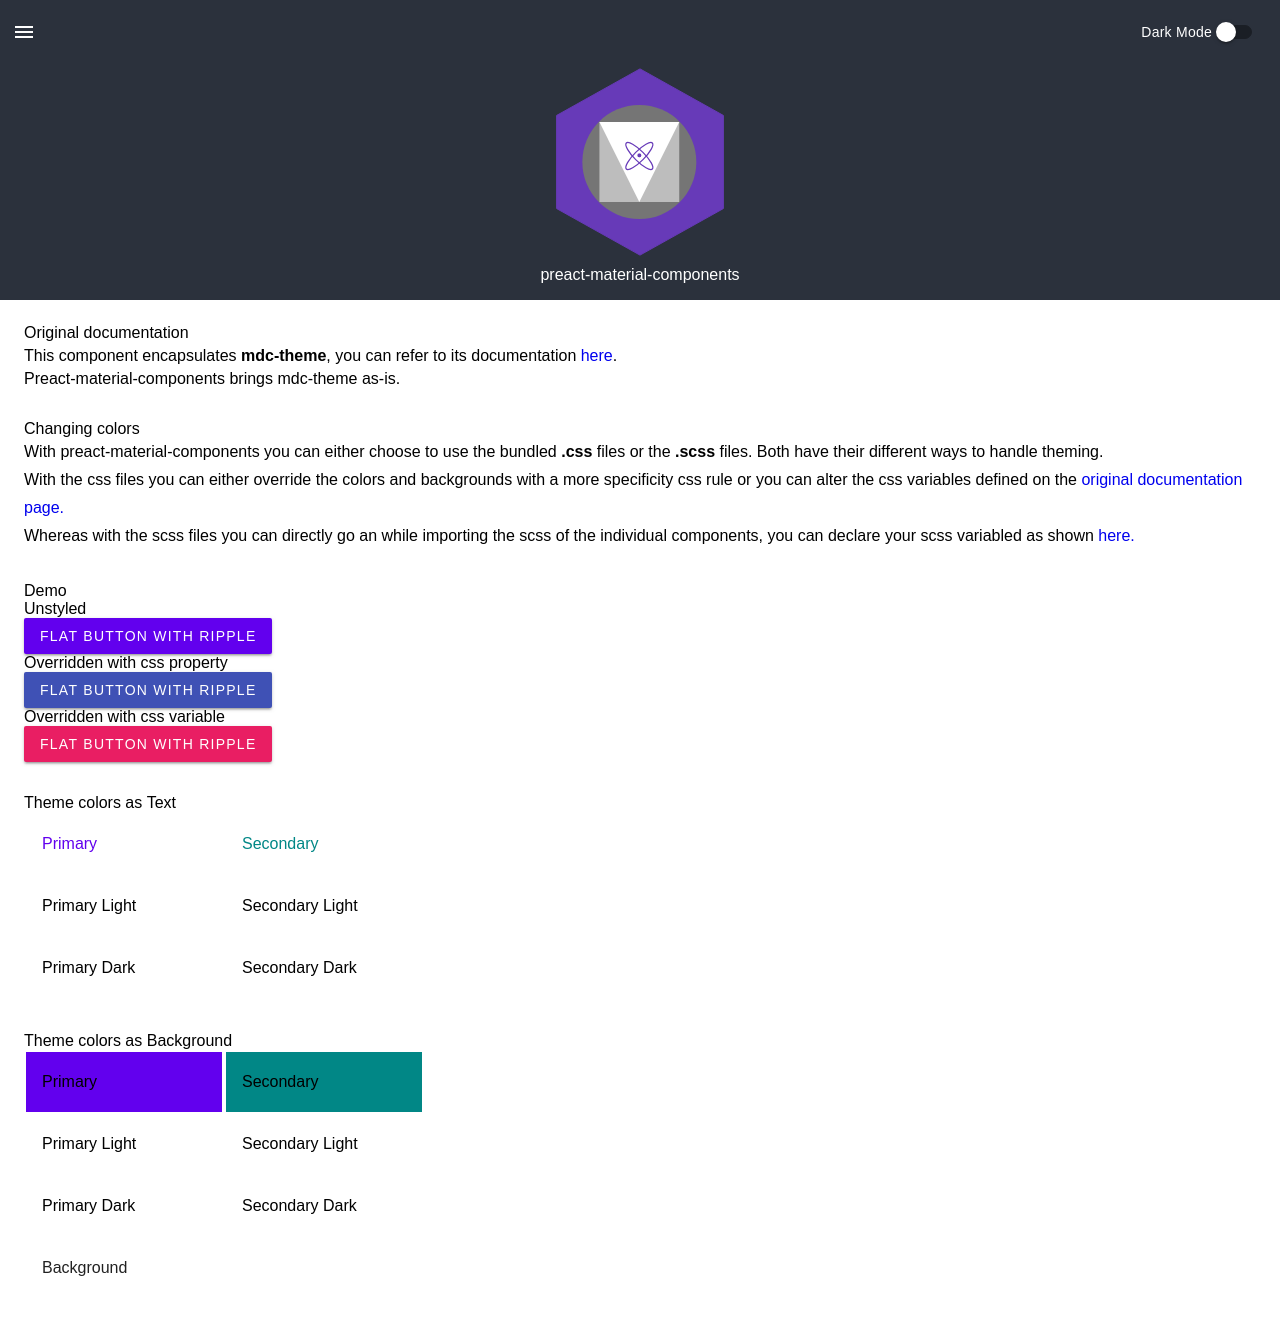 Dark Mode
preact-material-components
Original documentation
This component encapsulates mdc-theme, you can refer to its documentation here.
Preact-material-components brings mdc-theme as-is.
Changing colors
With preact-material-components you can either choose to use the bundled .css files or the .scss files. Both have their different ways to handle theming.
With the css files you can either override the colors and backgrounds with a more specificity css rule or you can alter the css variables defined on the original documentation
page.
Whereas with the scss files you can directly go an while importing the scss of the individual components, you can declare your scss variabled as shown here.
Demo
Unstyled
FLAT BUTTON WITH RIPPLE
Overridden with css property
FLAT BUTTON WITH RIPPLE
Overridden with css variable
FLAT BUTTON WITH RIPPLE
Theme colors as Text
Primary Secondary
Primary Light Secondary Light
Primary Dark Secondary Dark
Theme colors as Background
Primary Secondary
Primary Light Secondary Light
Primary Dark Secondary Dark
Background